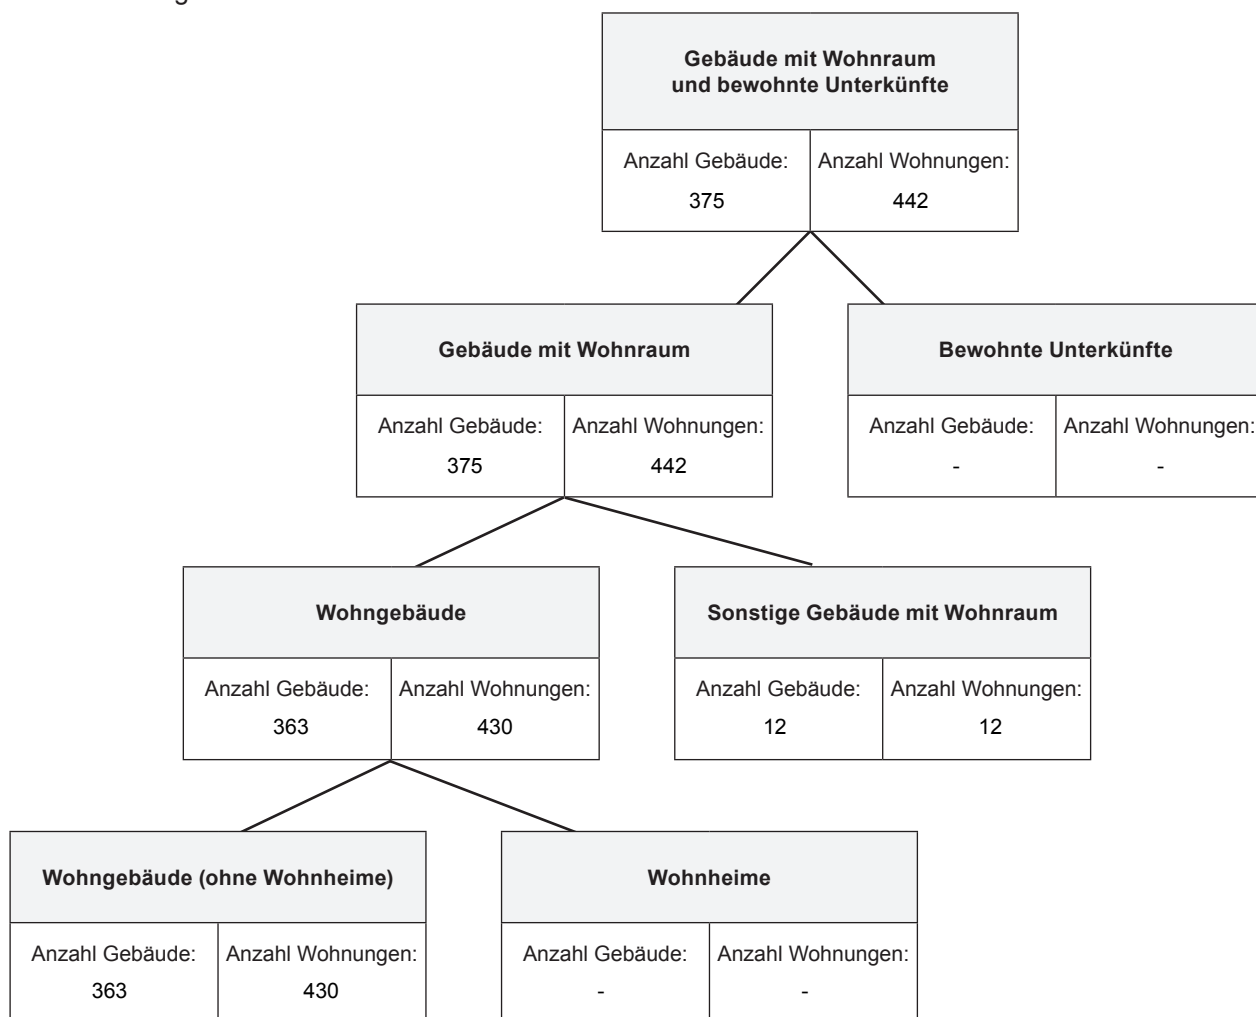 Gebäude mit Wohnraum
und bewohnte Unterkünfte
Anzahl Gebäude: Anzahl Wohnungen:
375 442
Gebäude mit Wohnraum
Anzahl Gebäude: Anzahl Wohnungen:
375 442
Bewohnte Unterkünfte
Anzahl Gebäude: Anzahl Wohnungen:
- -
Wohngebäude
Anzahl Gebäude: Anzahl Wohnungen:
363 430
Sonstige Gebäude mit Wohnraum
Anzahl Gebäude: Anzahl Wohnungen:
12 12
Wohngebäude (ohne Wohnheime)
Anzahl Gebäude: Anzahl Wohnungen:
363 430
Wohnheime
Anzahl Gebäude: Anzahl Wohnungen:
- -